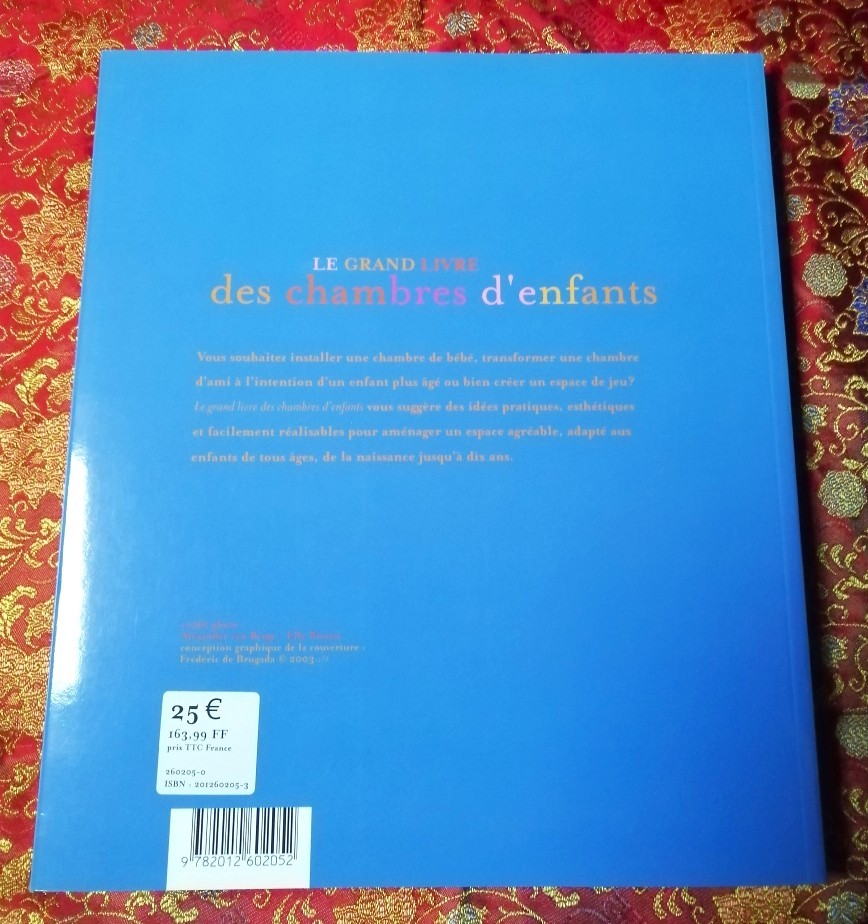 LE GRAND LIVRE
des chambres d'enfants
Vous souhaitez installer une chambre de bébé, transformer une chambre
d'ami à l'intention d'un enfant plus âgé ou bien créer un espace de jeu?
Le grand livre des chambres d'enfants vous suggère des idées pratiques, esthétiques
et facilement réalisables pour aménager un espace agréable, adapté aux
enfants de tous âges, de la naissance jusqu'à dix ans.
conception graphique de la couverture :
Frédéric de Brugada © 2003
25 €
163,99 FF
prix TTC France
260205-0
ISBN : 201260205-3
9 782012 602052